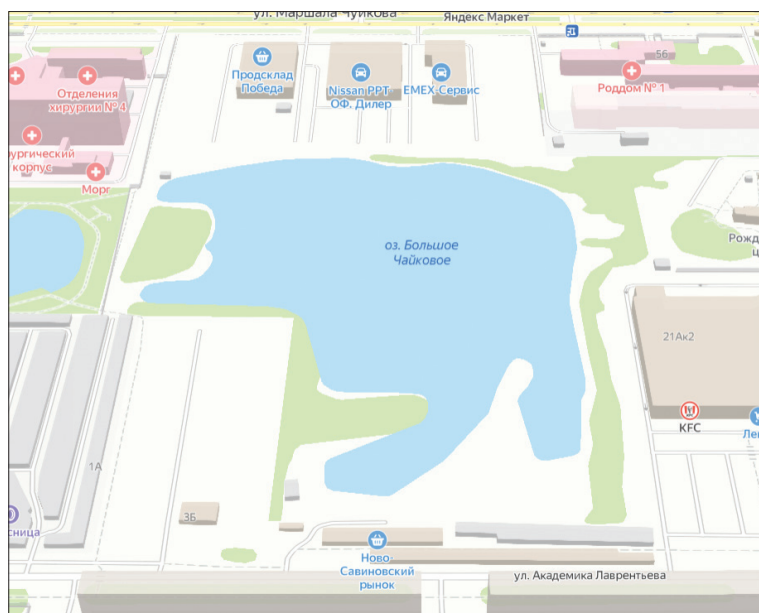 ул. Маршала Чуйкова
Яндекс Маркет
56
Продсклад
Победа
Nissan РРТ
ОФ. Дилер
EMEX-Сервис
Роддом № 1
Отделения
хирургии № 4
корпус
Морг
оз. Большое
Чайковое
21Ак2
KFC
1А
3Б
Ново-
Савиновский
рынок
ул. Академика Лаврентьева